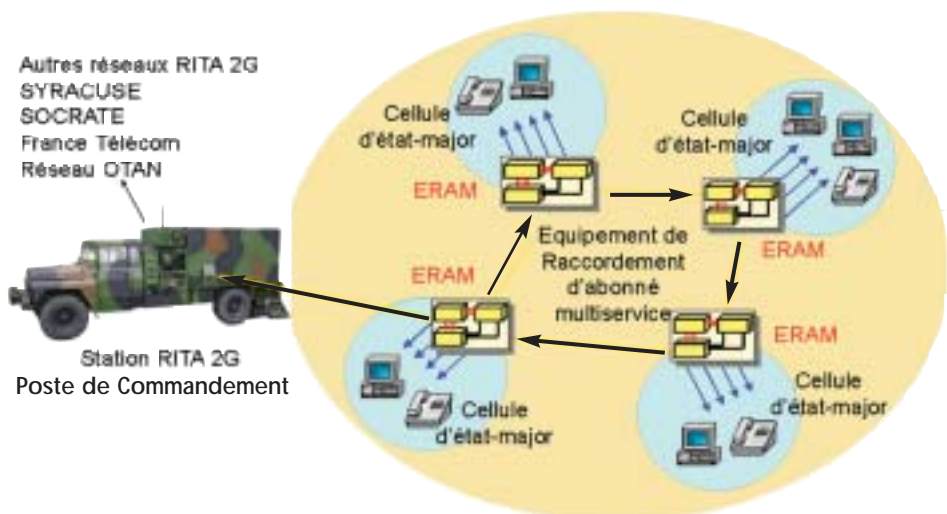 Autres réseaux RITA 2G
SYRACUSE
SOCRATE
France Télécom
Réseau OTAN
Station RITA 2G
Poste de Commandement
Cellule
d'état-major
ERAM
Cellule
d'état-major
ERAM
Equipement de
Raccordement
d'abonné
multiservice
ERAM
Cellule
d'état-major
ERAM
Cellule
d'état-major